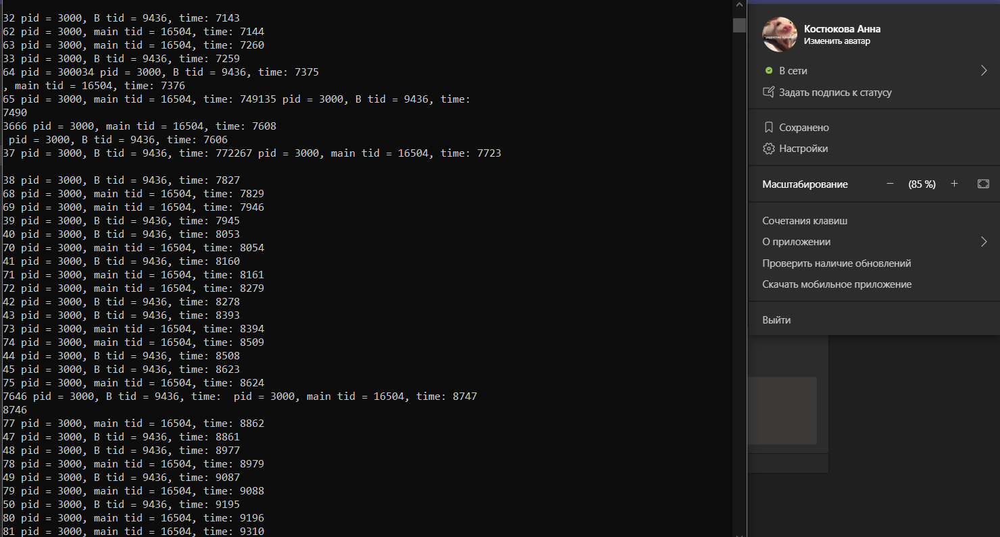 32 pid = 3000, B tid = 9436, time: 7143
62 pid = 3000, main tid = 16504, time: 7144
63 pid = 3000, main tid = 16504, time: 7260
33 pid = 3000, B tid = 9436, time: 7259
64 pid = 300034 pid = 3000, B tid = 9436, time: 7375
, main tid = 16504, time: 7376
65 pid = 3000, main tid = 16504, time: 749135 pid = 3000, B tid = 9436, time:
7490
3666 pid = 3000, main tid = 16504, time: 7608
pid = 3000, B tid = 9436, time: 7606
37 pid = 3000, B tid = 9436, time: 772267 pid = 3000, main tid = 16504, time: 7723
38 pid = 3000, B tid = 9436, time: 7827
68 pid = 3000, main tid = 16504, time: 7829
69 pid = 3000, main tid = 16504, time: 7946
39 pid = 3000, B tid = 9436, time: 7945
40 pid = 3000, B tid = 9436, time: 8053
70 pid = 3000, main tid = 16504, time: 8054
41 pid = 3000, B tid = 9436, time: 8160
71 pid = 3000, main tid = 16504, time: 8161
72 pid = 3000, main tid = 16504, time: 8279
42 pid = 3000, B tid = 9436, time: 8278
43 pid = 3000, B tid = 9436, time: 8393
73 pid = 3000, main tid = 16504, time: 8394
74 pid = 3000, main tid = 16504, time: 8509
44 pid = 3000, B tid = 9436, time: 8508
45 pid = 3000, B tid = 9436, time: 8623
75 pid = 3000, main tid = 16504, time: 8624
7646 pid = 3000, B tid = 9436, time:  pid = 3000, main tid = 16504, time: 8747
8746
77 pid = 3000, main tid = 16504, time: 8862
47 pid = 3000, B tid = 9436, time: 8861
48 pid = 3000, B tid = 9436, time: 8977
78 pid = 3000, main tid = 16504, time: 8979
49 pid = 3000, B tid = 9436, time: 9087
79 pid = 3000, main tid = 16504, time: 9088
50 pid = 3000, B tid = 9436, time: 9195
80 pid = 3000, main tid = 16504, time: 9196
81 pid = 3000, main tid = 16504, time: 9310
Костюкова Анна
Изменить аватар
В сети
Задать подпись к статусу
Сохранено
Настройки
Масштабирование − (85 %) +
Сочетания клавиш
О приложении
Проверить наличие обновлений
Скачать мобильное приложение
Выйти